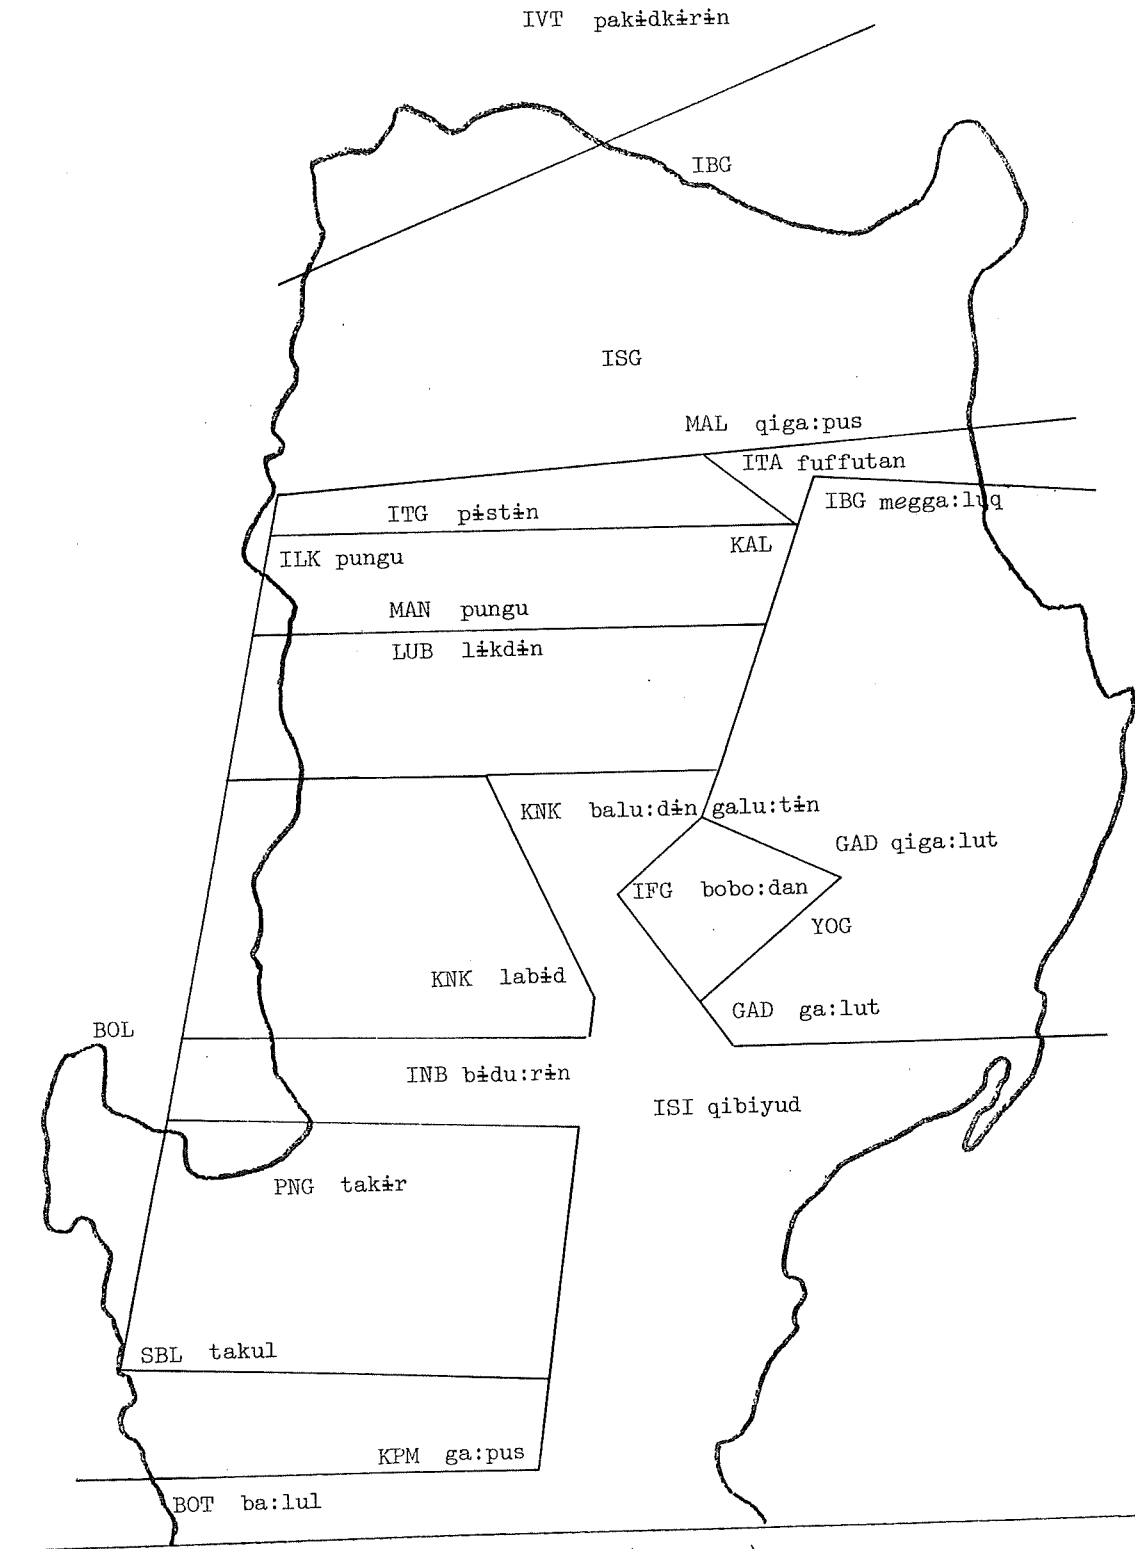 IVT pakɨdkɨrɨn
IBG
ISG
MAL qiga:pus
ITA fuffutan
IBG megga:luq
ITG pɨstɨn
KAL
ILK pungu
MAN pungu
LUB lɨkdɨn
KNK balu:dɨn galu:tɨn
GAD qiga:lut
IFG bobo:dan
YOG
KNK labɨd
GAD ga:lut
BOL
INB bɨdu:rɨn
ISI qibiyud
PNG takɨr
SBL takul
KPM ga:pus
BOT ba:lul